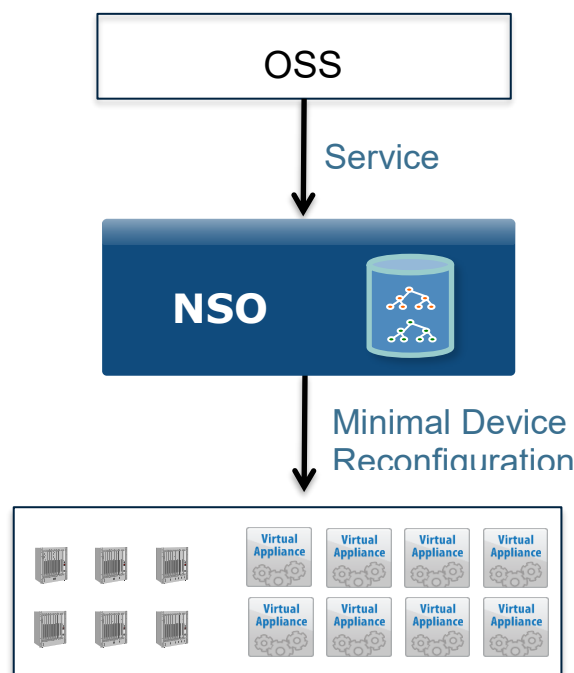 OSS
Service
NSO
Minimal Device
Reconfiguration
Virtual
Appliance
Virtual
Appliance
Virtual
Appliance
Virtual
Appliance
Virtual
Appliance
Virtual
Appliance
Virtual
Appliance
Virtual
Appliance